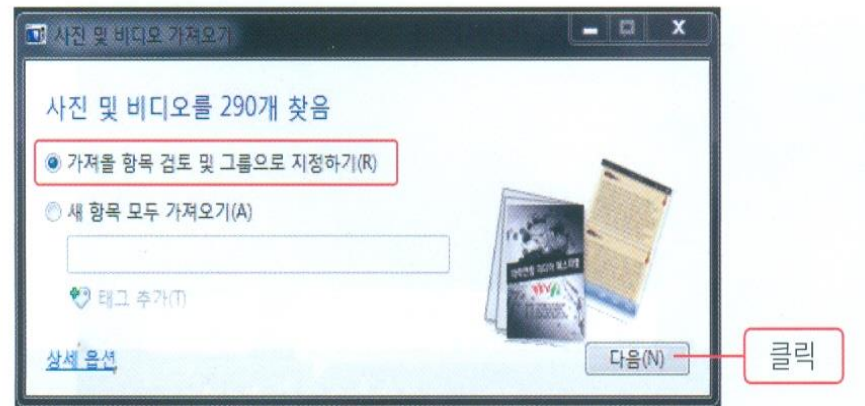 사진 및 비디오 가져오기
사진 및 비디오를 290개 찾음
가져올 항목 검토 및 그룹으로 지정하기(R)
새 항목 모두 가져오기(A)
태그 추가(T)
상세 옵션
다음(N)
클릭